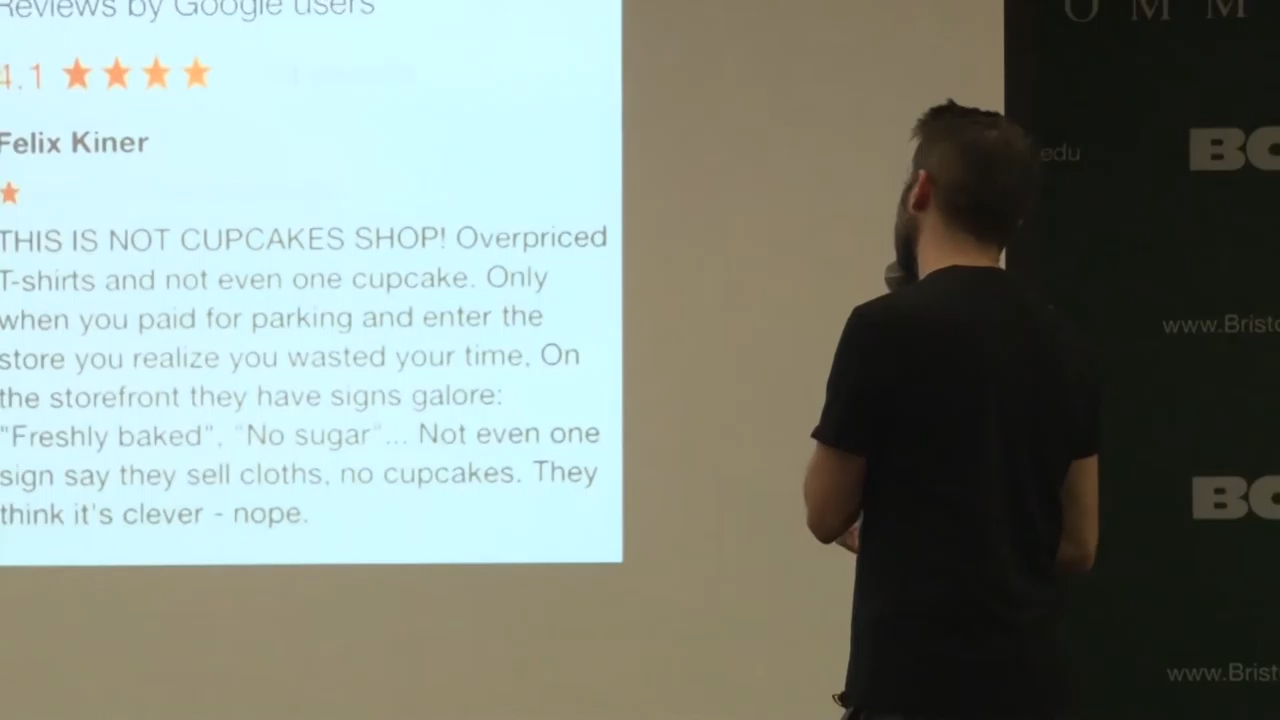 Reviews by Google users
4.1
Felix Kiner
THIS IS NOT CUPCAKES SHOP! Overpriced
T-shirts and not even one cupcake. Only
when you paid for parking and enter the
store you realize you wasted your time, On
the storefront they have signs galore:
"Freshly baked", "No sugar"... Not even one
sign say they sell cloths, no cupcakes. They
think it's clever - nope.
O M M
edu
BC
www.Bristo
BC
www.Brist